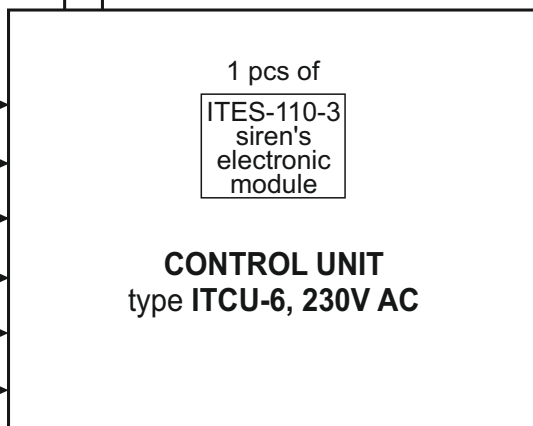 1 pcs of
ITES-110-3
siren's
electronic
module
CONTROL UNIT
type ITCU-6, 230V AC